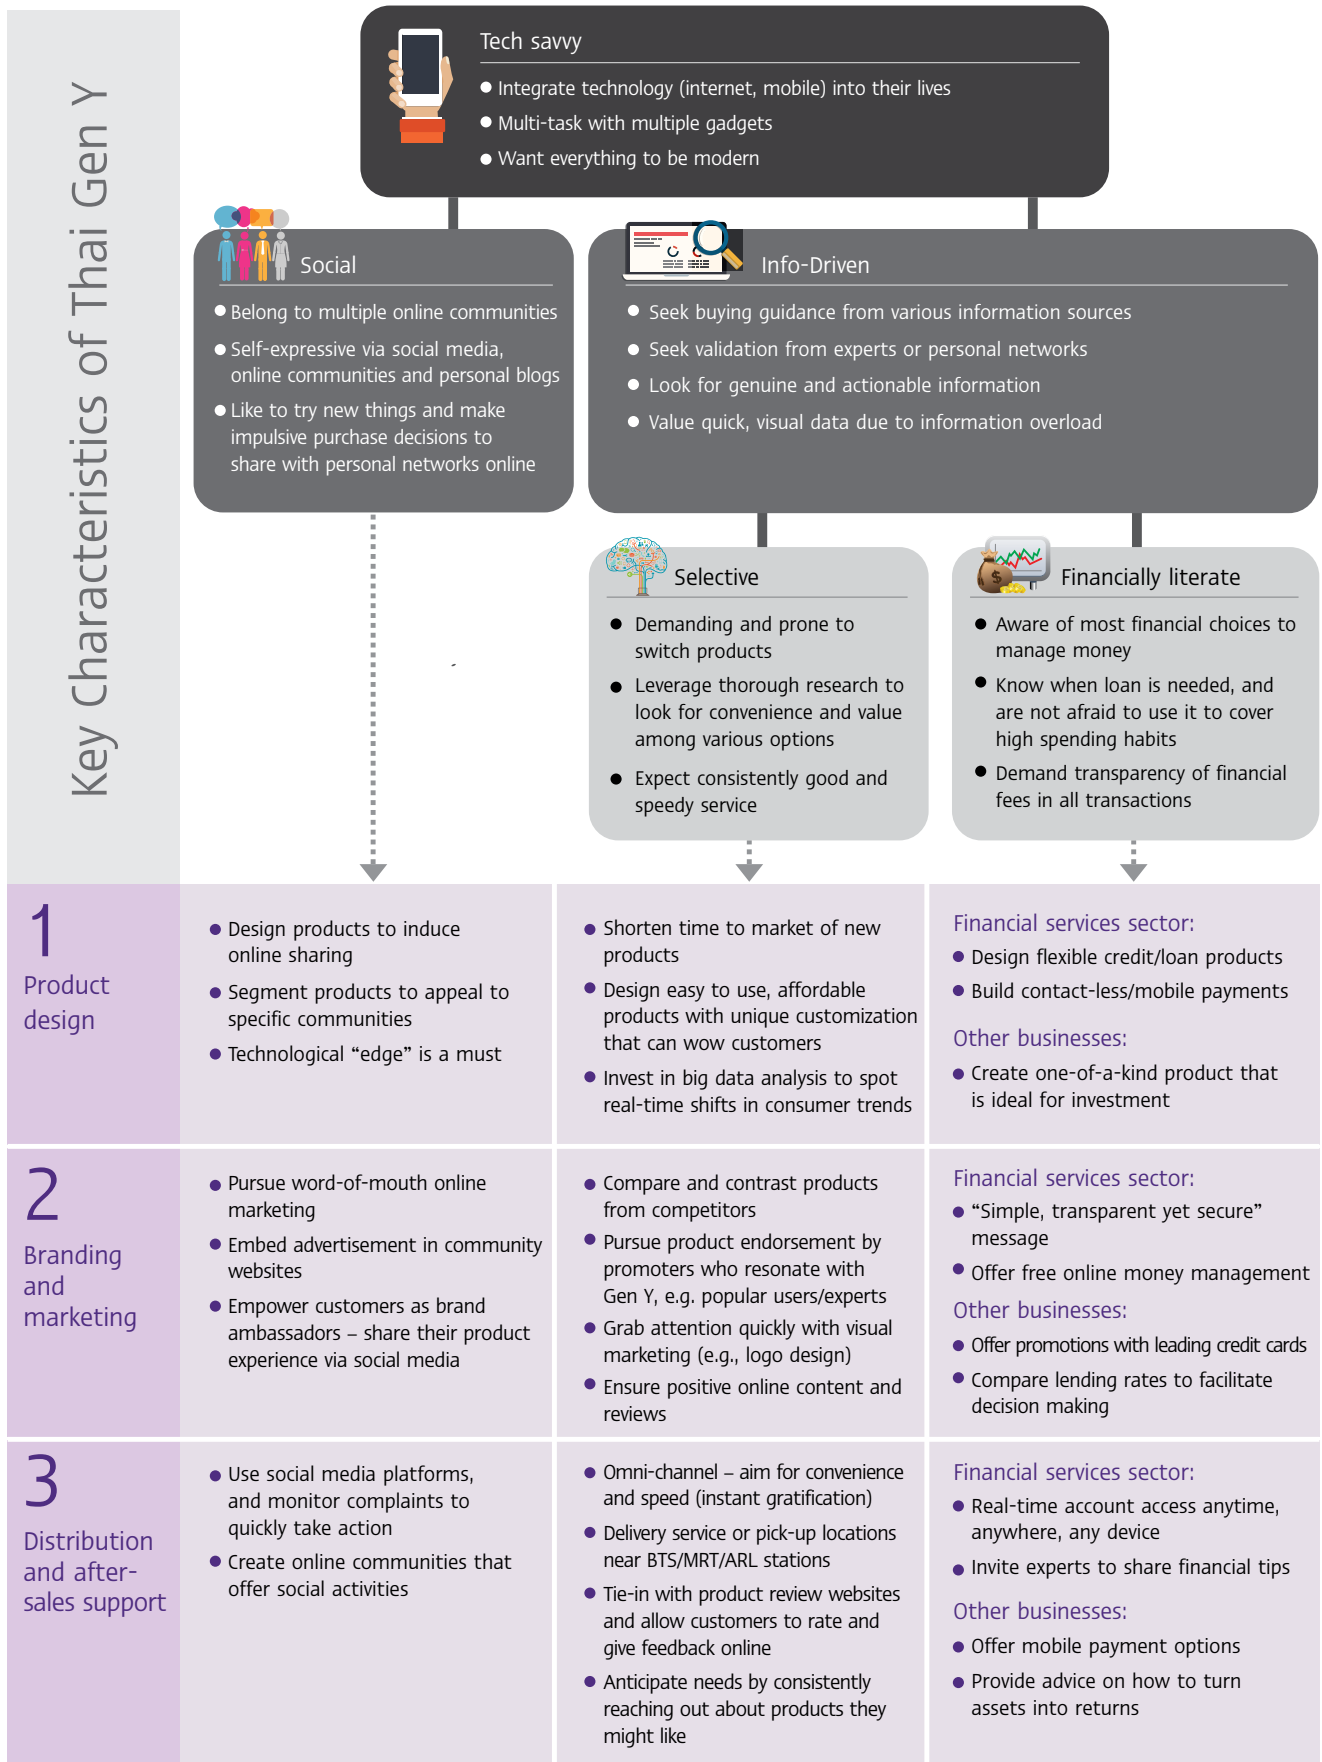 Key Characteristics of Thai Gen Y
Tech savvy
● Integrate technology (internet, mobile) into their lives
● Multi-task with multiple gadgets
● Want everything to be modern
Social
● Belong to multiple online communities
● Self-expressive via social media,
online communities and personal blogs
● Like to try new things and make
impulsive purchase decisions to
share with personal networks online
Info-Driven
● Seek buying guidance from various information sources
● Seek validation from experts or personal networks
● Look for genuine and actionable information
● Value quick, visual data due to information overload
Selective
● Demanding and prone to
switch products
● Leverage thorough research to
look for convenience and value
among various options
● Expect consistently good and
speedy service
$
Financially literate
● Aware of most financial choices to
manage money
● Know when loan is needed, and
are not afraid to use it to cover
high spending habits
● Demand transparency of financial
fees in all transactions
1
Product
design
● Design products to induce
online sharing
● Segment products to appeal to
specific communities
● Technological “edge” is a must
● Shorten time to market of new
products
● Design easy to use, affordable
products with unique customization
that can wow customers
● Invest in big data analysis to spot
real-time shifts in consumer trends
Financial services sector:
● Design flexible credit/loan products
● Build contact-less/mobile payments
Other businesses:
● Create one-of-a-kind product that
is ideal for investment
2
Branding
and
marketing
● Pursue word-of-mouth online
marketing
● Embed advertisement in community
websites
● Empower customers as brand
ambassadors – share their product
experience via social media
● Compare and contrast products
from competitors
● Pursue product endorsement by
promoters who resonate with
Gen Y, e.g. popular users/experts
● Grab attention quickly with visual
marketing (e.g., logo design)
● Ensure positive online content and
reviews
Financial services sector:
● “Simple, transparent yet secure”
message
● Offer free online money management
Other businesses:
● Offer promotions with leading credit cards
● Compare lending rates to facilitate
decision making
3
Distribution
and after-
sales support
● Use social media platforms,
and monitor complaints to
quickly take action
● Create online communities that
offer social activities
● Omni-channel – aim for convenience
and speed (instant gratification)
● Delivery service or pick-up locations
near BTS/MRT/ARL stations
● Tie-in with product review websites
and allow customers to rate and
give feedback online
● Anticipate needs by consistently
reaching out about products they
might like
Financial services sector:
● Real-time account access anytime,
anywhere, any device
● Invite experts to share financial tips
Other businesses:
● Offer mobile payment options
● Provide advice on how to turn
assets into returns